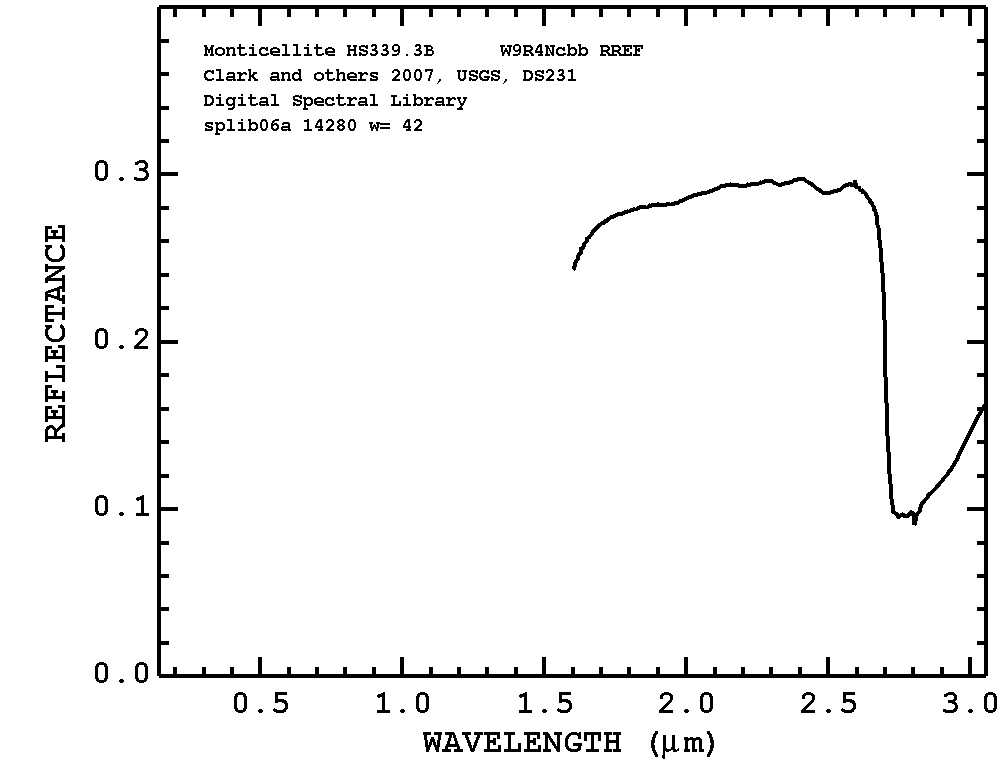 Monticellite HS339.3B W9R4Ncbb RREF
Clark and others 2007, USGS, DS231
Digital Spectral Library
splib06a 14280 w= 42
0.3
0.2
0.1
0.0
REFLECTANCE
0.5 1.0 1.5 2.0 2.5 3.0
WAVELENGTH (μm)